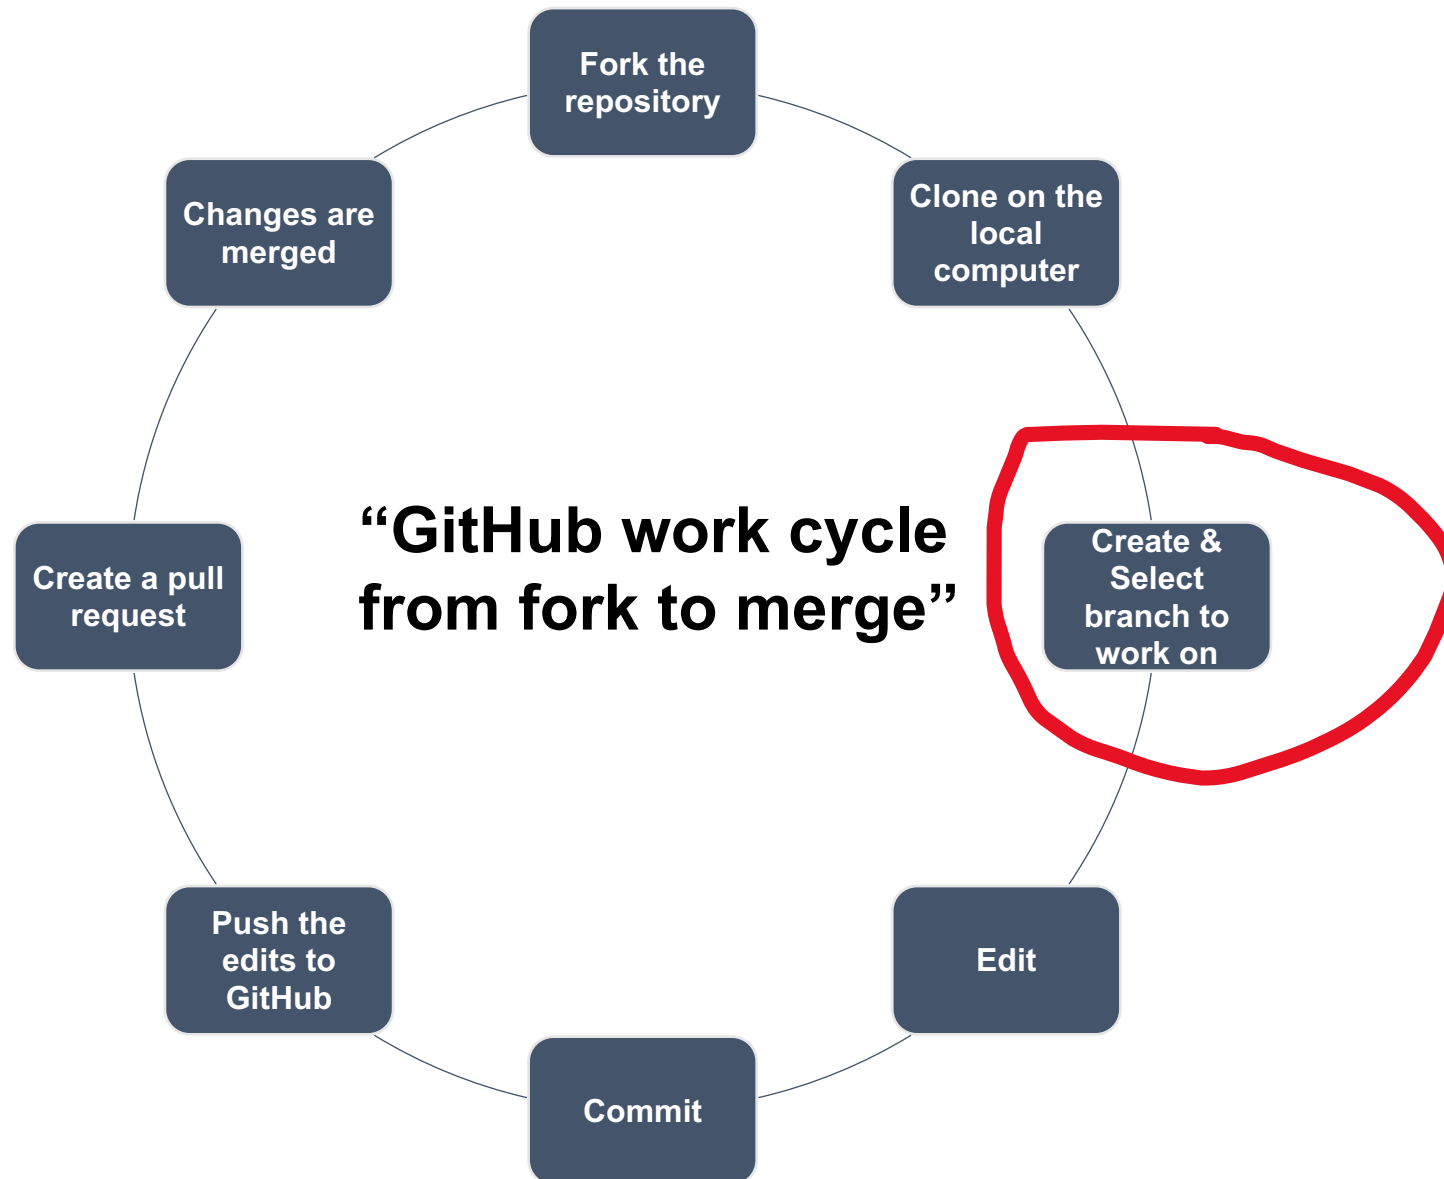 Fork the
repository
Clone on the
local
computer
Create &
Select
branch to
work on
Edit
Commit
Push the
edits to
GitHub
Create a pull
request
Changes are
merged
“GitHub work cycle
from fork to merge”